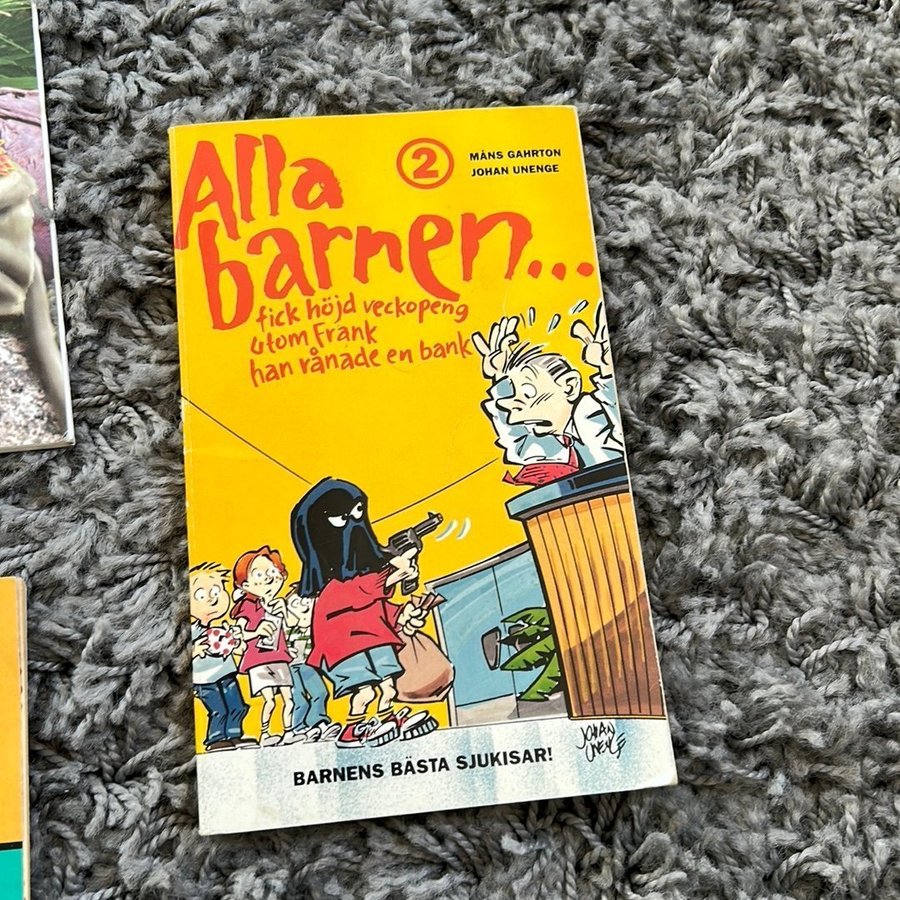 Alla
2
MÅNS GAHRTON
JOHAN UNENGE
barnen...
fick höjd veckopeng
utom Frank
han rånade en bank
JOHAN
UNENGE
BARNENS BÄSTA SJUKISAR!